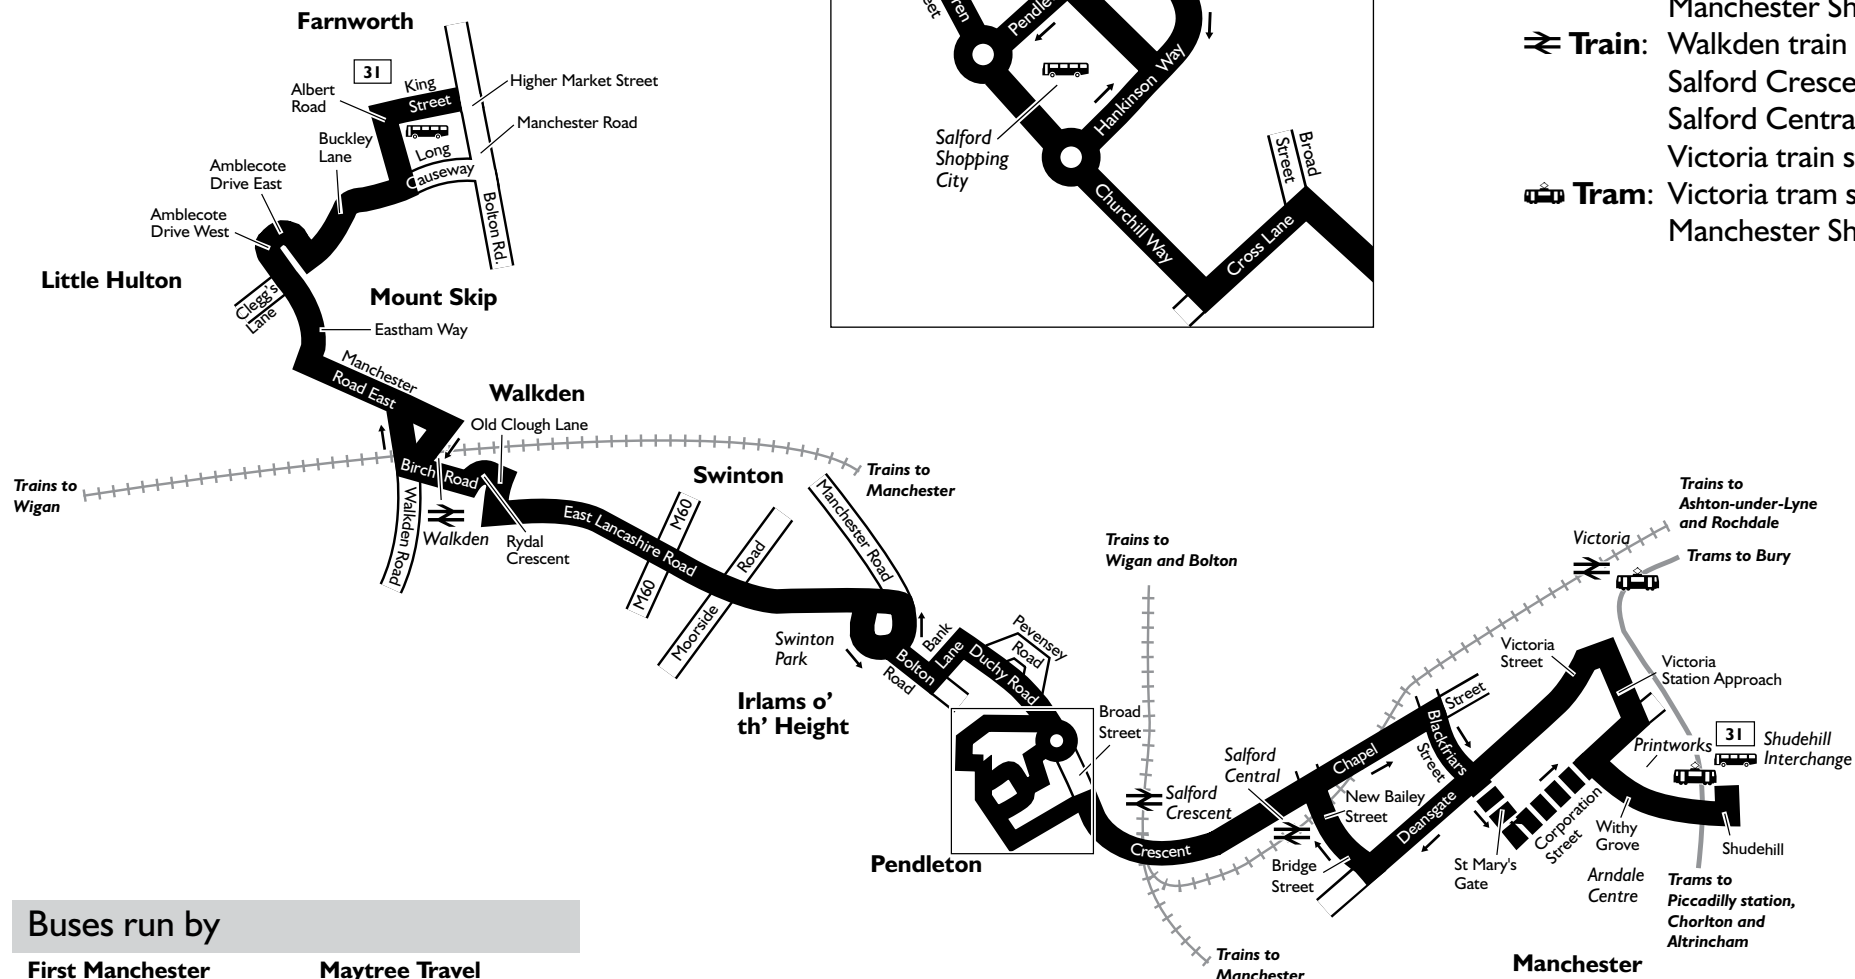 Farnworth
31
King
Street
Albert
Road
Higher Market Street
Manchester Road
Buckley
Lane
Long
Causeway
Amblecote
Drive East
Amblecote
Drive West
Bolton Rd.
Little Hulton
Clegg's
Lane
Mount Skip
Eastham Way
Manchester
Road East
Walkden
Old Clough Lane
Birch Road
Trains to
Wigan
Walkden Road
Walkden
Rydal
Crescent
Swinton
Trains to
Manchester
M60
M60
East Lancashire Road
Moorside Road
Manchester Road
Swinton
Park
Bolton
Road
Bank
Lane
Duchy Road
Pevensey
Road
Irlams o'
th' Height
Pendleton
Broad
Street
Trains to
Wigan and Bolton
Salford
Crescent
Crescent
Salford
Central
Chapel Street
Blackfriars
Street
New Bailey
Street
Bridge
Street
Deansgate
Trains to
Manchester
Victoria
Trains to
Ashton-under-Lyne
and Rochdale
Trams to Bury
Victoria
Street
Victoria
Station Approach
Printworks
31
Shudehill
Interchange
St Mary's
Gate
Corporation
Street
Withy
Grove
Shudehill
Arndale
Centre
Trams to
Piccadilly station,
Chorlton and
Altrincham
Manchester
Hankinson Way
Salford
Shopping
City
Churchill Way
Cross Lane
Broad
Street
Manchester
Train: Walkden train
Salford
Salford
Victoria train
Tram: Victoria tram
Manchester
Buses run by
First Manchester
Maytree Travel